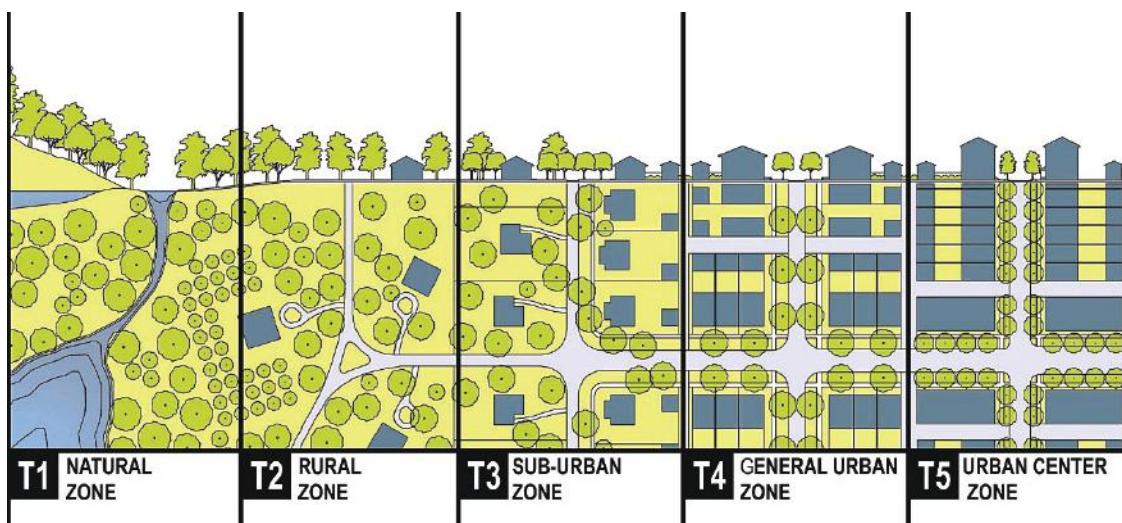 T1 NATURAL
ZONE
T2 RURAL
ZONE
T3 SUB-URBAN
ZONE
T4 GENERAL URBAN
ZONE
T5 URBAN CENTER
ZONE